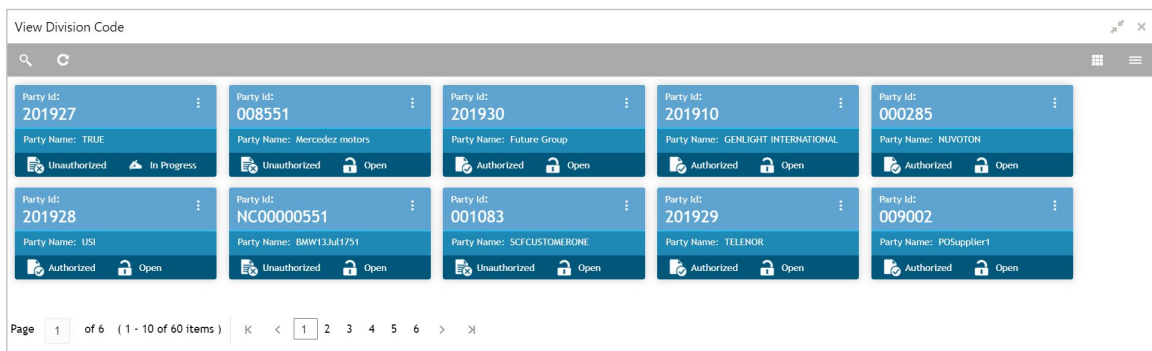 View Division Code
Party Id:
201927
Party Name: TRUE
Unauthorized In Progress
Party Id:
008551
Party Name: Mercedez motors
Unauthorized Open
Party Id:
201930
Party Name: Future Group
Authorized Open
Party Id:
201910
Party Name: GENLIGHT INTERNATIONAL
Authorized Open
Party Id:
000285
Party Name: NUVOTON
Authorized Open
Party Id:
201928
Party Name: USI
Authorized Open
Party Id:
NC00000551
Party Name: BMW13Jul1751
Unauthorized Open
Party Id:
001083
Party Name: SCFCUSTOMERONE
Unauthorized Open
Party Id:
201929
Party Name: TELENOR
Authorized Open
Party Id:
009002
Party Name: POSupplier1
Authorized Open
Page 1 of 6 ( 1 - 10 of 60 items ) 1 2 3 4 5 6